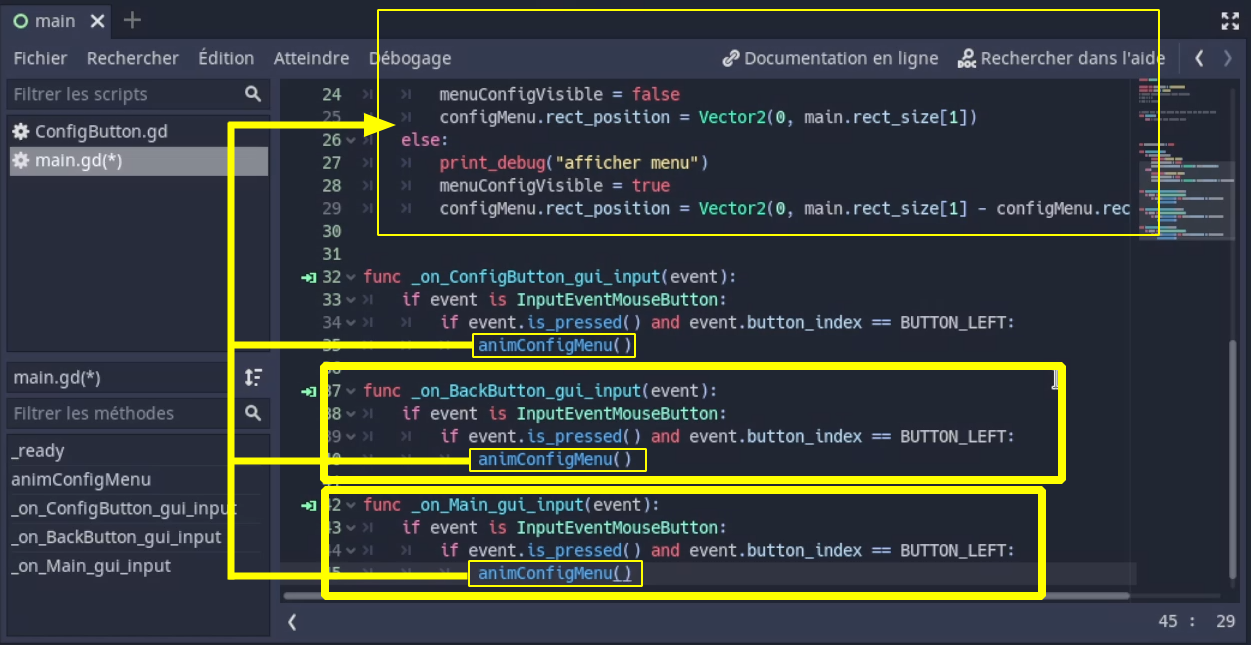 main
Fichier Rechercher Édition Atteindre Débogage Documentation en ligne Rechercher dans l'aide
Filtrer les scripts
ConfigButton.gd
main.gd(*)
main.gd(*)
Filtrer les méthodes
_ready
animConfigMenu
_on_ConfigButton_gui_input
_on_BackButton_gui_input
_on_Main_gui_input
24 menuConfigVisible = false
25 configMenu.rect_position = Vector2(0, main.rect_size[1])
26 else:
27 print_debug("afficher menu")
28 menuConfigVisible = true
29 configMenu.rect_position = Vector2(0, main.rect_size[1] - configMenu.rec
30
31
32 func _on_ConfigButton_gui_input(event):
33 if event is InputEventMouseButton:
34 if event.is_pressed() and event.button_index == BUTTON_LEFT:
35 animConfigMenu()
37 func _on_BackButton_gui_input(event):
38 if event is InputEventMouseButton:
39 if event.is_pressed() and event.button_index == BUTTON_LEFT:
animConfigMenu()
42 func _on_Main_gui_input(event):
43 if event is InputEventMouseButton:
44 if event.is_pressed() and event.button_index == BUTTON_LEFT:
animConfigMenu()
45 : 29